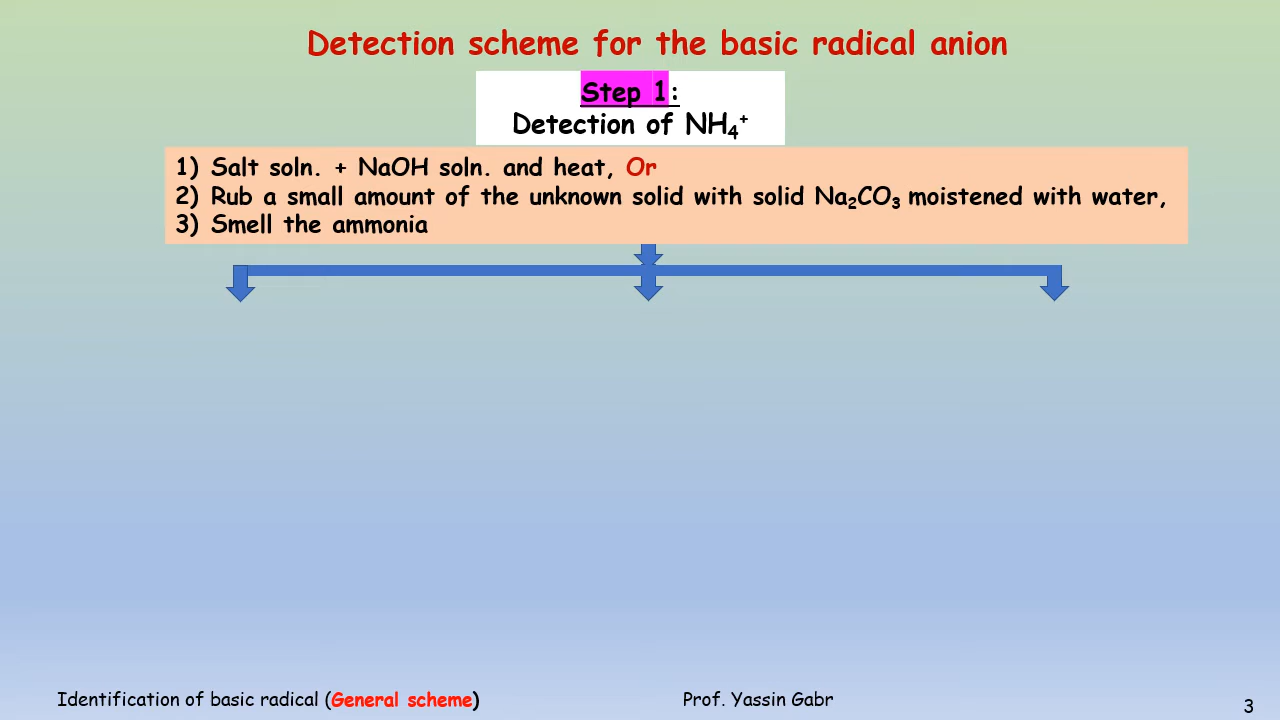 Detection scheme for the basic radical anion
Step 1:
Detection of NH₄⁺
1) Salt soln. + NaOH soln. and heat, Or
2) Rub a small amount of the unknown solid with solid Na₂CO₃ moistened with water,
3) Smell the ammonia
Identification of basic radical (General scheme)
Prof. Yassin Gabr
3